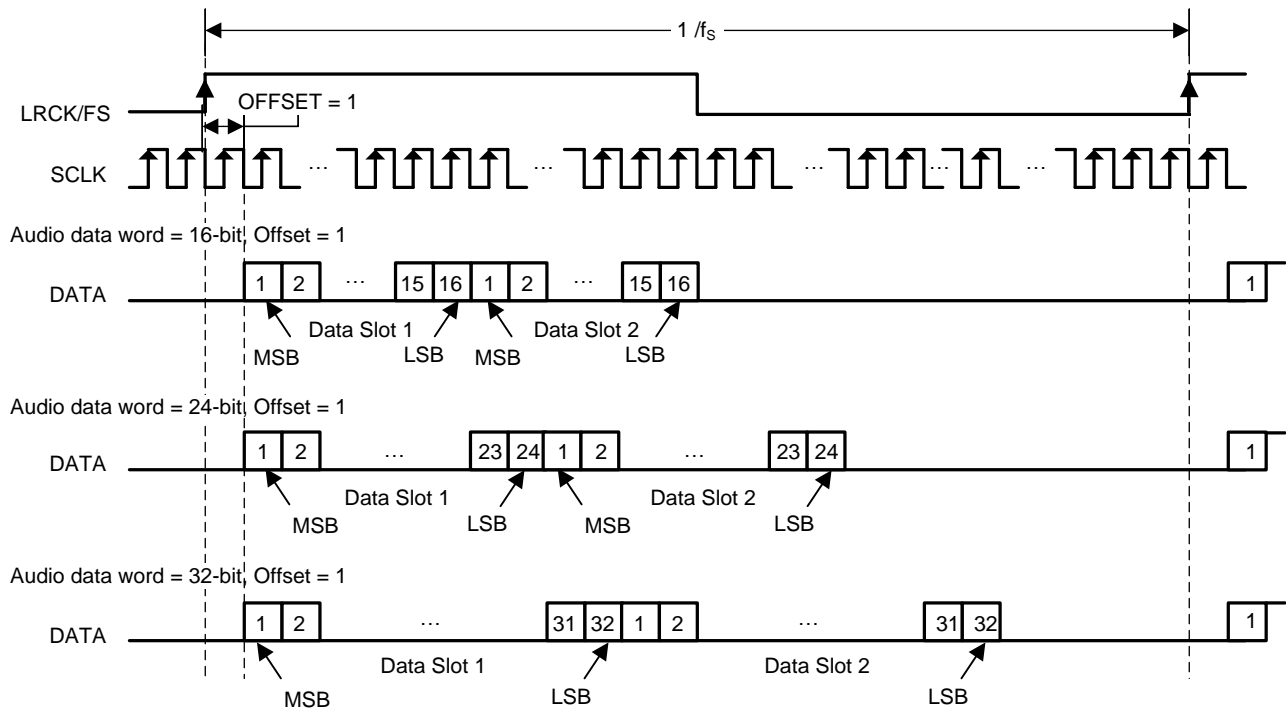 1 /fS
OFFSET = 1
LRCK/FS
SCLK … … … … …
Audio data word = 16-bit, Offset = 1
DATA 1 2 … 15 16 1 2 … 15 16 1
Data Slot 1 Data Slot 2
MSB LSB MSB LSB
Audio data word = 24-bit, Offset = 1
DATA 1 2 … 23 24 1 2 … 23 24 1
Data Slot 1 Data Slot 2
MSB LSB MSB LSB
Audio data word = 32-bit, Offset = 1
DATA 1 2 … 31 32 1 2 … 31 32 1
Data Slot 1 Data Slot 2
MSB LSB LSB